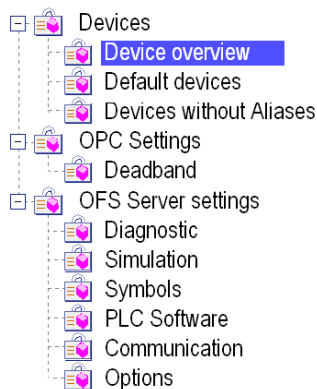 Devices
Device overview
Default devices
Devices without Aliases
OPC Settings
Deadband
OFS Server settings
Diagnostic
Simulation
Symbols
PLC Software
Communication
Options